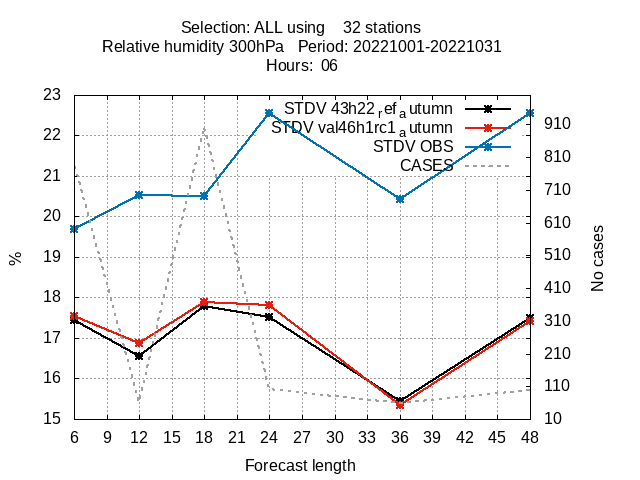 Selection: ALL using    32 stations
Relative humidity 300hPa   Period: 20221001-20221031
Hours:  06
STDV 43h22ᵣefₐutumn
STDV val46h1rc1ₐutumn
STDV OBS
CASES
%
No cases
23
22
21
20
19
18
17
16
15
910
810
710
610
510
410
310
210
110
10
6 9 12 15 18 21 24 27 30 33 36 39 42 45 48
Forecast length